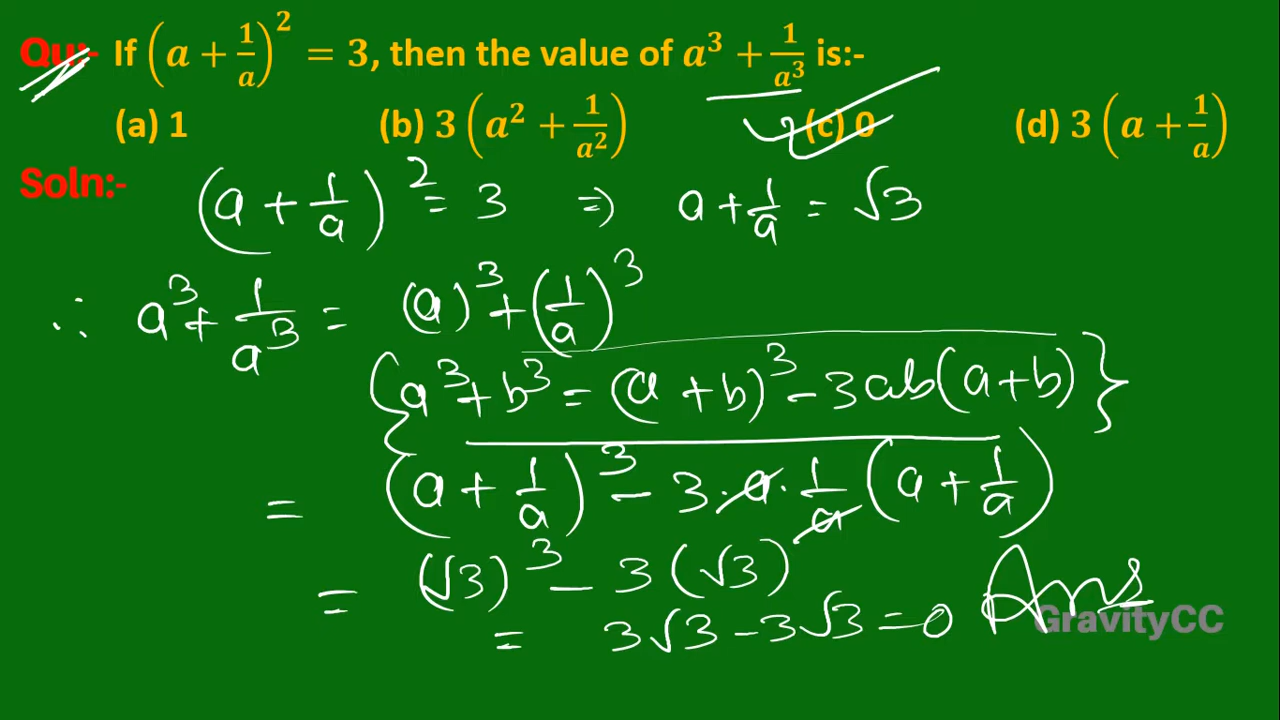 Qu:- If (a + 1/a)² = 3, then the value of a³ + 1/a³ is:-
(a) 1 (b) 3 (a² + 1/a²) (c) 0 (d) 3 (a + 1/a)
Soln:- (a + 1/a)² = 3 ⇒ a + 1/a = √3
∴ a³ + 1/a³ = (a)³ + (1/a)³
{a³ + b³ = (a + b)³ - 3ab(a+b)}
= (a + 1/a)³ - 3·a·1/a (a + 1/a)
= (√3)³ - 3(√3)
= 3√3 - 3√3 = 0 Ans
GravityCC